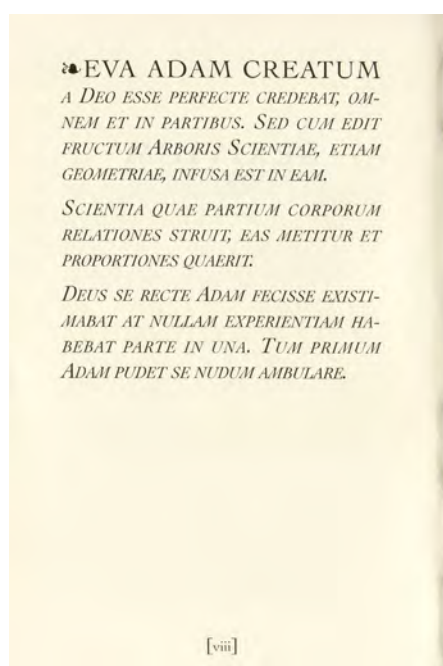 ❧EVA ADAM CREATUM
A DEO ESSE PERFECTE CREDEBAT, OM-
NEM ET IN PARTIBUS. SED CUM EDIT
FRUCTUM ARBORIS SCIENTIAE, ETIAM
GEOMETRIAE, INFUSA EST IN EAM.
SCIENTIA QUAE PARTIUM CORPORUM
RELATIONES STRUIT, EAS METITUR ET
PROPORTIONES QUAERIT.
DEUS SE RECTE ADAM FECISSE EXISTI-
MABAT AT NULLAM EXPERIENTIAM HA-
BEBAT PARTE IN UNA. TUM PRIMUM
ADAM PUDET SE NUDUM AMBULARE.
[viii]